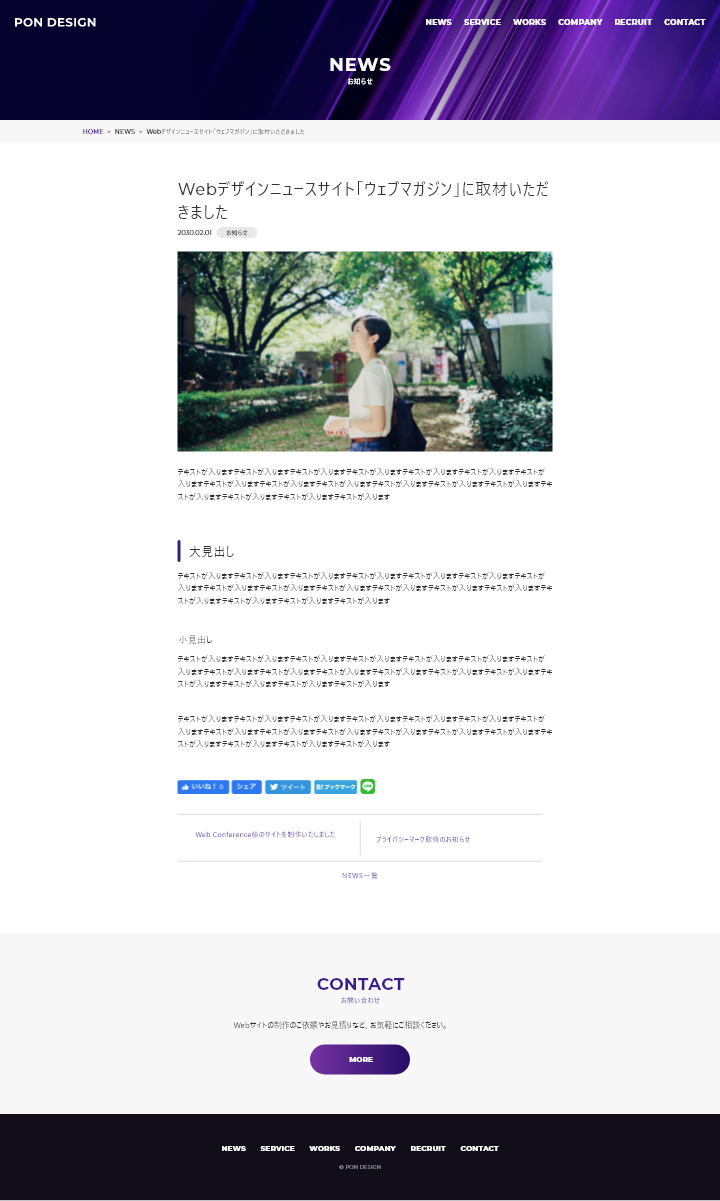 PON DESIGN
NEWS SERVICE WORKS COMPANY RECRUIT CONTACT
NEWS
お知らせ
HOME > NEWS > Webデザインニュースサイト「ウェブマガジン」に取材いただきました
Webデザインニュースサイト「ウェブマガジン」に取材いただ
きました
2030.02.01 お知らせ
テキストが入りますテキストが入りますテキストが入りますテキストが入りますテキストが入りますテキストが入りますテキストが
入りますテキストが入りますテキストが入りますテキストが入りますテキストが入りますテキストが入りますテキストが入りますテキ
ストが入りますテキストが入りますテキストが入りますテキストが入ります
大見出し
テキストが入りますテキストが入りますテキストが入りますテキストが入りますテキストが入りますテキストが入りますテキストが
入りますテキストが入りますテキストが入りますテキストが入りますテキストが入りますテキストが入りますテキストが入りますテキ
ストが入りますテキストが入りますテキストが入りますテキストが入ります
小見出し
テキストが入りますテキストが入りますテキストが入りますテキストが入りますテキストが入りますテキストが入りますテキストが
入りますテキストが入りますテキストが入りますテキストが入りますテキストが入りますテキストが入りますテキストが入りますテキ
ストが入りますテキストが入りますテキストが入りますテキストが入ります
テキストが入りますテキストが入りますテキストが入りますテキストが入りますテキストが入りますテキストが入りますテキストが
入りますテキストが入りますテキストが入りますテキストが入りますテキストが入りますテキストが入りますテキストが入りますテキ
ストが入りますテキストが入りますテキストが入りますテキストが入ります
いいね！ 0 シェア ツイート B!ブックマーク LINE
Web Conference様のサイトを制作いたしました
プライバシーマーク取得のお知らせ
NEWS一覧
CONTACT
お問い合わせ
Webサイトの制作のご依頼やお見積りなど、お気軽にご相談ください。
MORE
NEWS SERVICE WORKS COMPANY RECRUIT CONTACT
© PON DESIGN